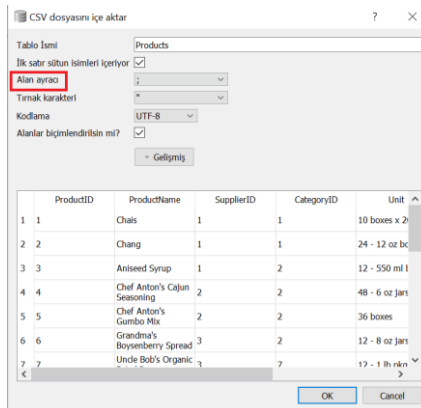 CSV dosyasını içe aktar
Tablo İsmi Products
İlk satır sütun isimleri içeriyor
Alan ayracı ;
Tırnak karakteri "
Kodlama UTF-8
Alanlar biçimlendirilsin mi?
Gelişmiş
ProductID ProductName SupplierID CategoryID Unit
1 1 Chais 1 1 10 boxes x 20
2 2 Chang 1 1 24 - 12 oz bo
3 3 Aniseed Syrup 1 2 12 - 550 ml b
4 4 Chef Anton's Cajun Seasoning 2 2 48 - 6 oz jars
5 5 Chef Anton's Gumbo Mix 2 2 36 boxes
6 6 Grandma's Boysenberry Spread 3 2 12 - 8 oz jars
7 7 Uncle Bob's Organic 3 7 12 - 1 lb pkg
OK Cancel